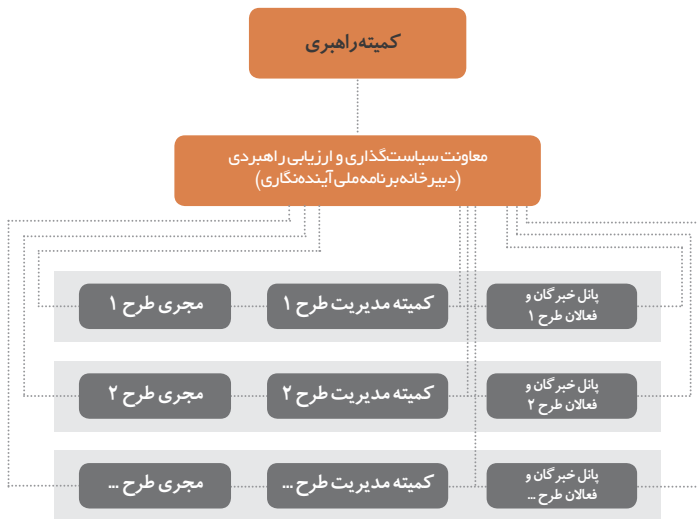 کمیته راهبری
معاونت سیاست‌گذاری و ارزیابی راهبردی
(دبیرخانه برنامه ملی آینده‌نگاری)
پانل خبرگان و
فعالان طرح ۱
کمیته مدیریت طرح ۱
مجری طرح ۱
پانل خبرگان و
فعالان طرح ۲
کمیته مدیریت طرح ۲
مجری طرح ۲
پانل خبرگان و
فعالان طرح ...
کمیته مدیریت طرح ...
مجری طرح ...